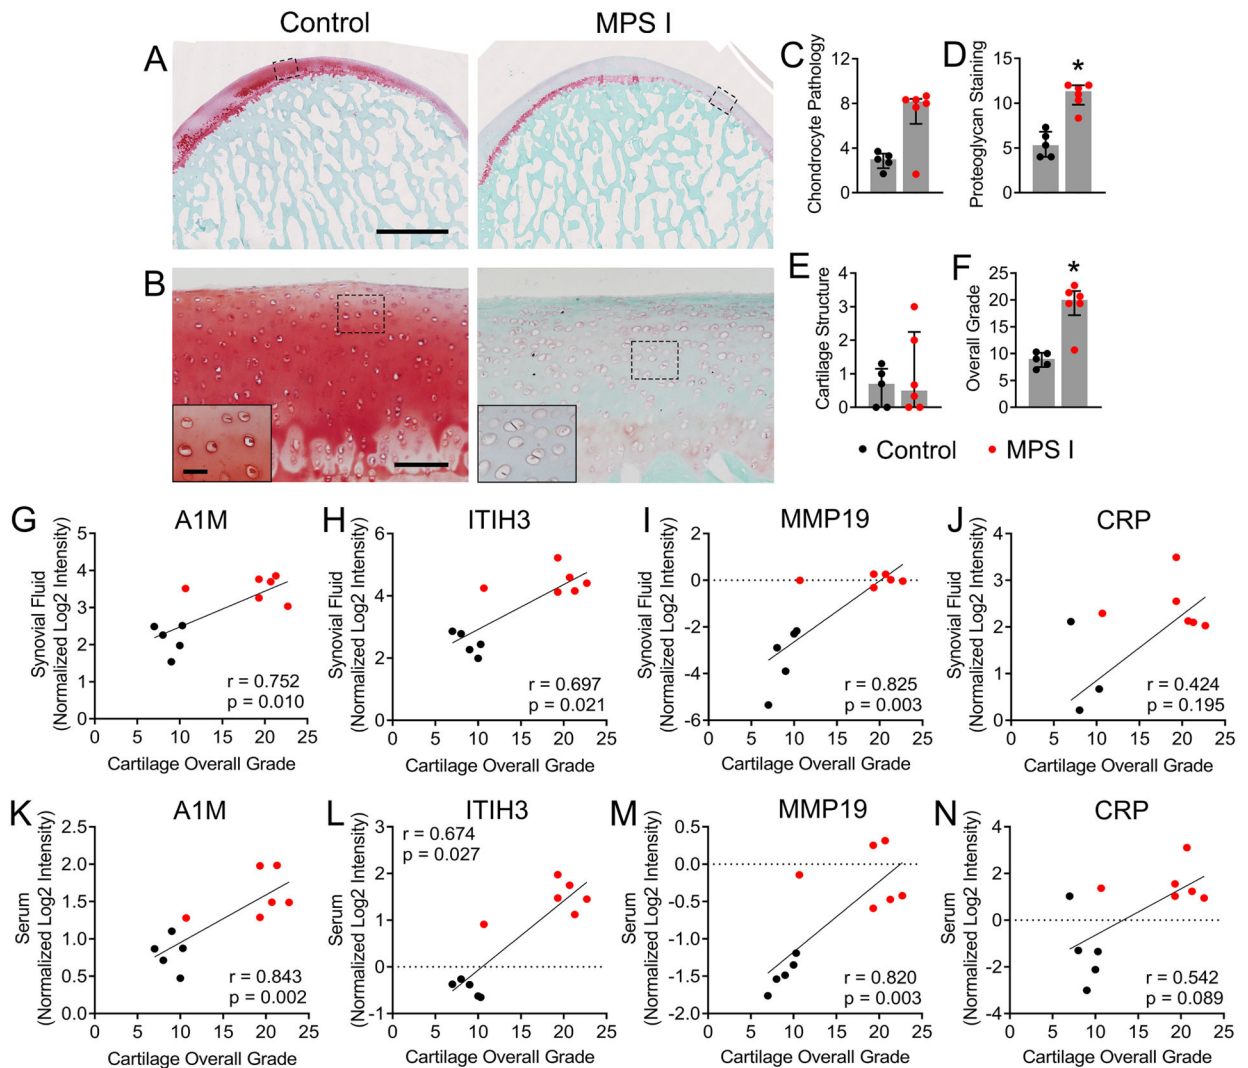 Control
MPS I
A
B
C
Chondrocyte Pathology
12
8
4
0
D
Proteoglycan Staining
15
10
5
0
*
E
Cartilage Structure
4
3
2
1
0
F
Overall Grade
25
20
15
10
5
0
*
Control
MPS I
G
A1M
Synovial Fluid
(Normalized Log2 Intensity)
5
4
3
2
1
0
r = 0.752
p = 0.010
0 5 10 15 20 25
Cartilage Overall Grade
H
ITIH3
Synovial Fluid
(Normalized Log2 Intensity)
6
4
2
0
r = 0.697
p = 0.021
0 5 10 15 20 25
Cartilage Overall Grade
I
MMP19
Synovial Fluid
(Normalized Log2 Intensity)
2
0
-2
-4
-6
r = 0.825
p = 0.003
0 5 10 15 20 25
Cartilage Overall Grade
J
CRP
Synovial Fluid
(Normalized Log2 Intensity)
4
3
2
1
0
r = 0.424
p = 0.195
0 5 10 15 20 25
Cartilage Overall Grade
K
A1M
Serum
(Normalized Log2 Intensity)
2.5
2.0
1.5
1.0
0.5
0.0
r = 0.843
p = 0.002
0 5 10 15 20 25
Cartilage Overall Grade
L
ITIH3
Serum
(Normalized Log2 Intensity)
3
2
1
0
-1
r = 0.674
p = 0.027
0 5 10 15 20 25
Cartilage Overall Grade
M
MMP19
Serum
(Normalized Log2 Intensity)
0.5
0.0
-0.5
-1.0
-1.5
-2.0
r = 0.820
p = 0.003
0 5 10 15 20 25
Cartilage Overall Grade
N
CRP
Serum
(Normalized Log2 Intensity)
4
2
0
-2
-4
r = 0.542
p = 0.089
0 5 10 15 20 25
Cartilage Overall Grade